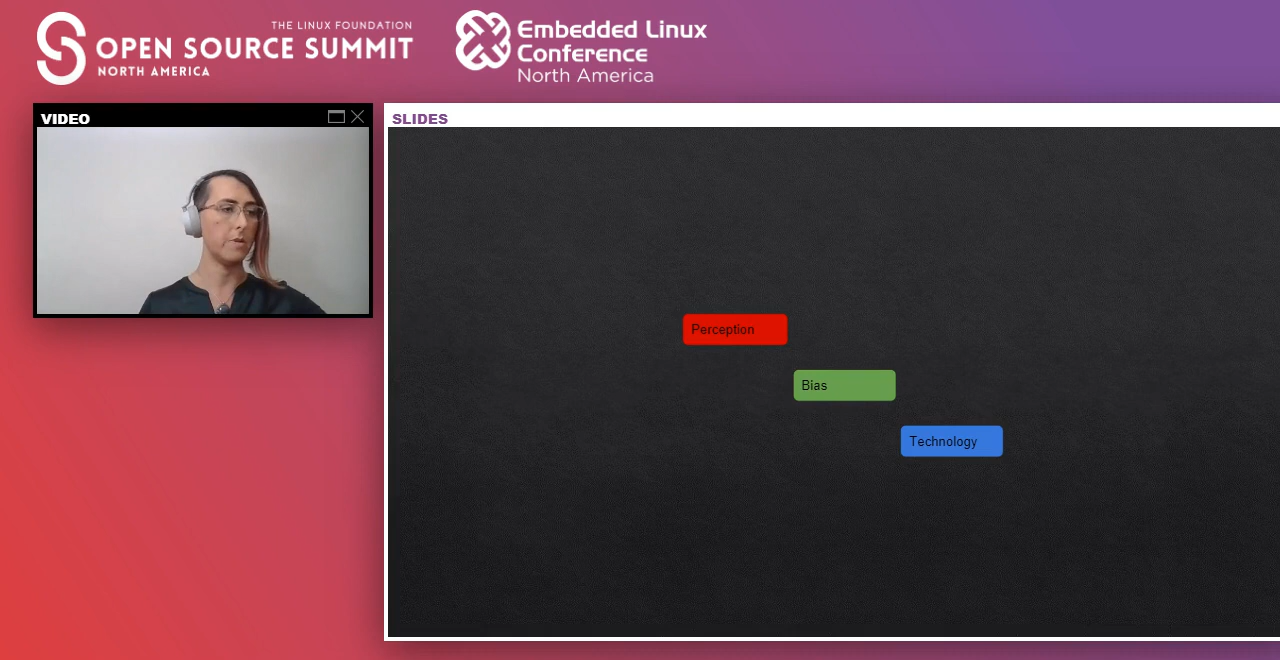 THE LINUX FOUNDATION
OPEN SOURCE SUMMIT
NORTH AMERICA
Embedded Linux
Conference
North America
VIDEO
SLIDES
Perception
Bias
Technology